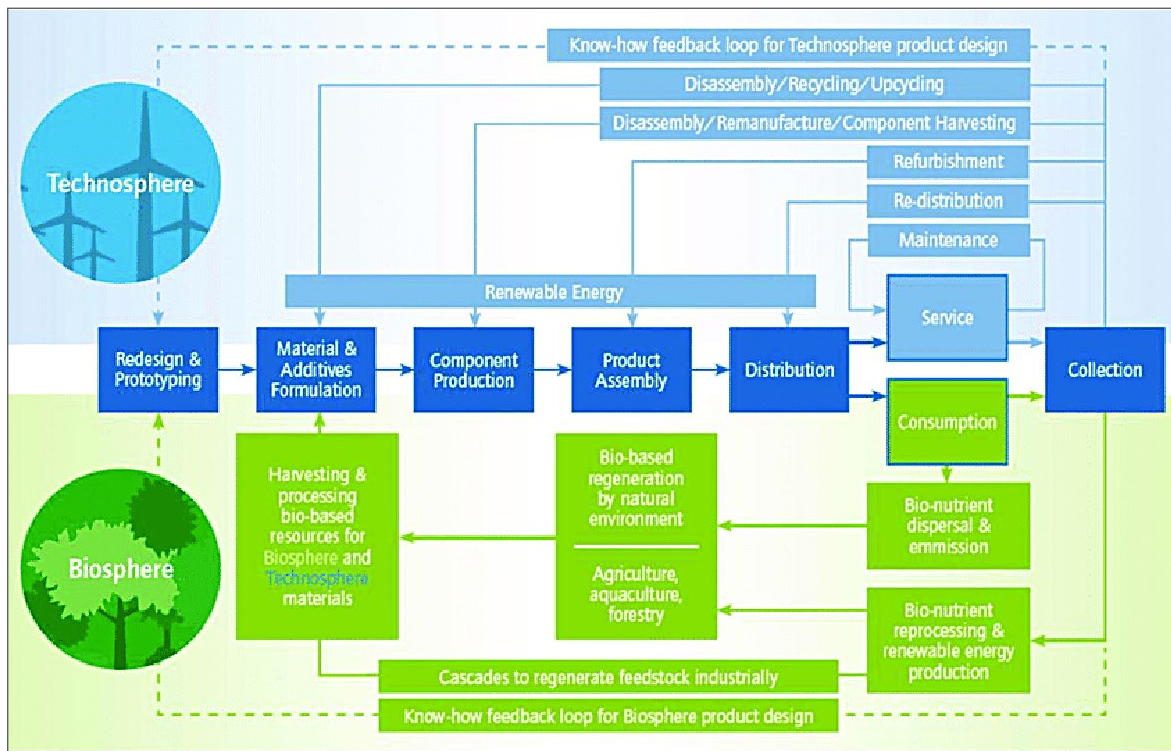 Know-how feedback loop for Technosphere product design
Disassembly/Recycling/Upcycling
Disassembly/Remanufacture/Component Harvesting
Refurbishment
Re-distribution
Maintenance
Technosphere
Renewable Energy
Service
Redesign &
Prototyping
Material &
Additives
Formulation
Component
Production
Product
Assembly
Distribution
Collection
Consumption
Harvesting &
processing
bio-based
resources for
Biosphere and
Technosphere
materials
Bio-based
regeneration
by natural
environment
Agriculture,
aquaculture,
forestry
Bio-nutrient
dispersal &
emmission
Biosphere
Bio-nutrient
reprocessing &
renewable energy
production
Cascades to regenerate feedstock industrially
Know-how feedback loop for Biosphere product design